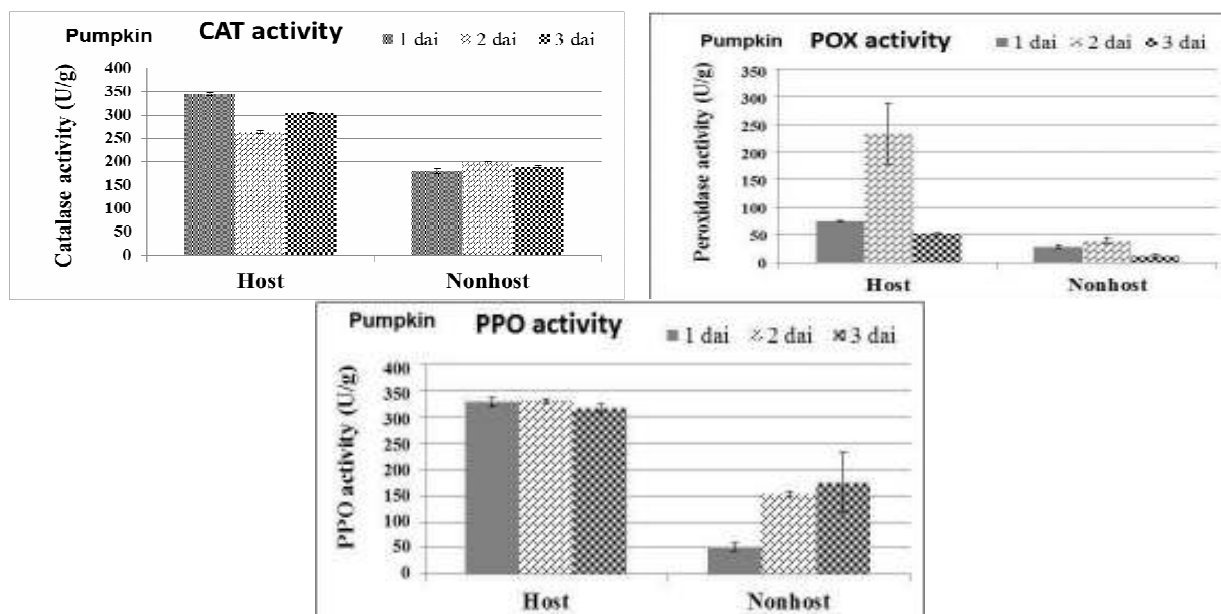 Pumpkin CAT activity 1 dai 2 dai 3 dai
Catalase activity (U/g)
400
350
300
250
200
150
100
50
0
Host Nonhost
Pumpkin POX activity
1 dai 2 dai 3 dai
Peroxidase activity (U/g)
350
300
250
200
150
100
50
0
Host Nonhost
Pumpkin PPO activity
1 dai 2 dai 3 dai
PPO activity (U/g)
400
350
300
250
200
150
100
50
0
Host Nonhost